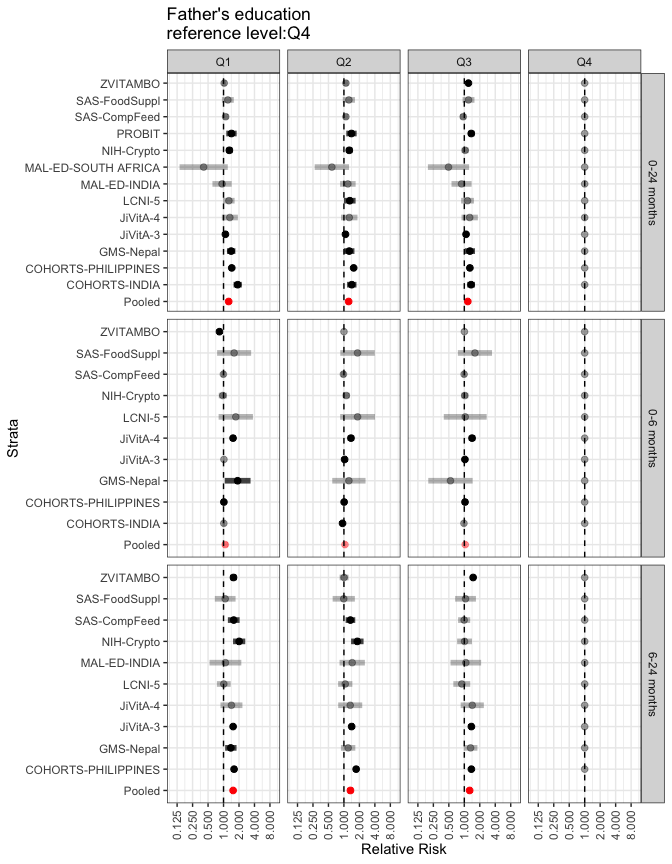 Father's education
reference level:Q4
Q1 Q2 Q3 Q4
ZVITAMBO
SAS-FoodSuppl
SAS-CompFeed
PROBIT
NIH-Crypto
MAL-ED-SOUTH AFRICA
MAL-ED-INDIA
LCNI-5
JiVitA-4
JiVitA-3
GMS-Nepal
COHORTS-PHILIPPINES
COHORTS-INDIA
Pooled
0-24 months
ZVITAMBO
SAS-FoodSuppl
SAS-CompFeed
NIH-Crypto
LCNI-5
JiVitA-4
JiVitA-3
GMS-Nepal
COHORTS-PHILIPPINES
COHORTS-INDIA
Pooled
0-6 months
ZVITAMBO
SAS-FoodSuppl
SAS-CompFeed
NIH-Crypto
MAL-ED-INDIA
LCNI-5
JiVitA-4
JiVitA-3
GMS-Nepal
COHORTS-PHILIPPINES
Pooled
6-24 months
Strata
0.125 0.250 0.500 1.000 2.000 4.000 8.000 0.125 0.250 0.500 1.000 2.000 4.000 8.000 0.125 0.250 0.500 1.000 2.000 4.000 8.000 0.125 0.250 0.500 1.000 2.000 4.000 8.000
Relative Risk